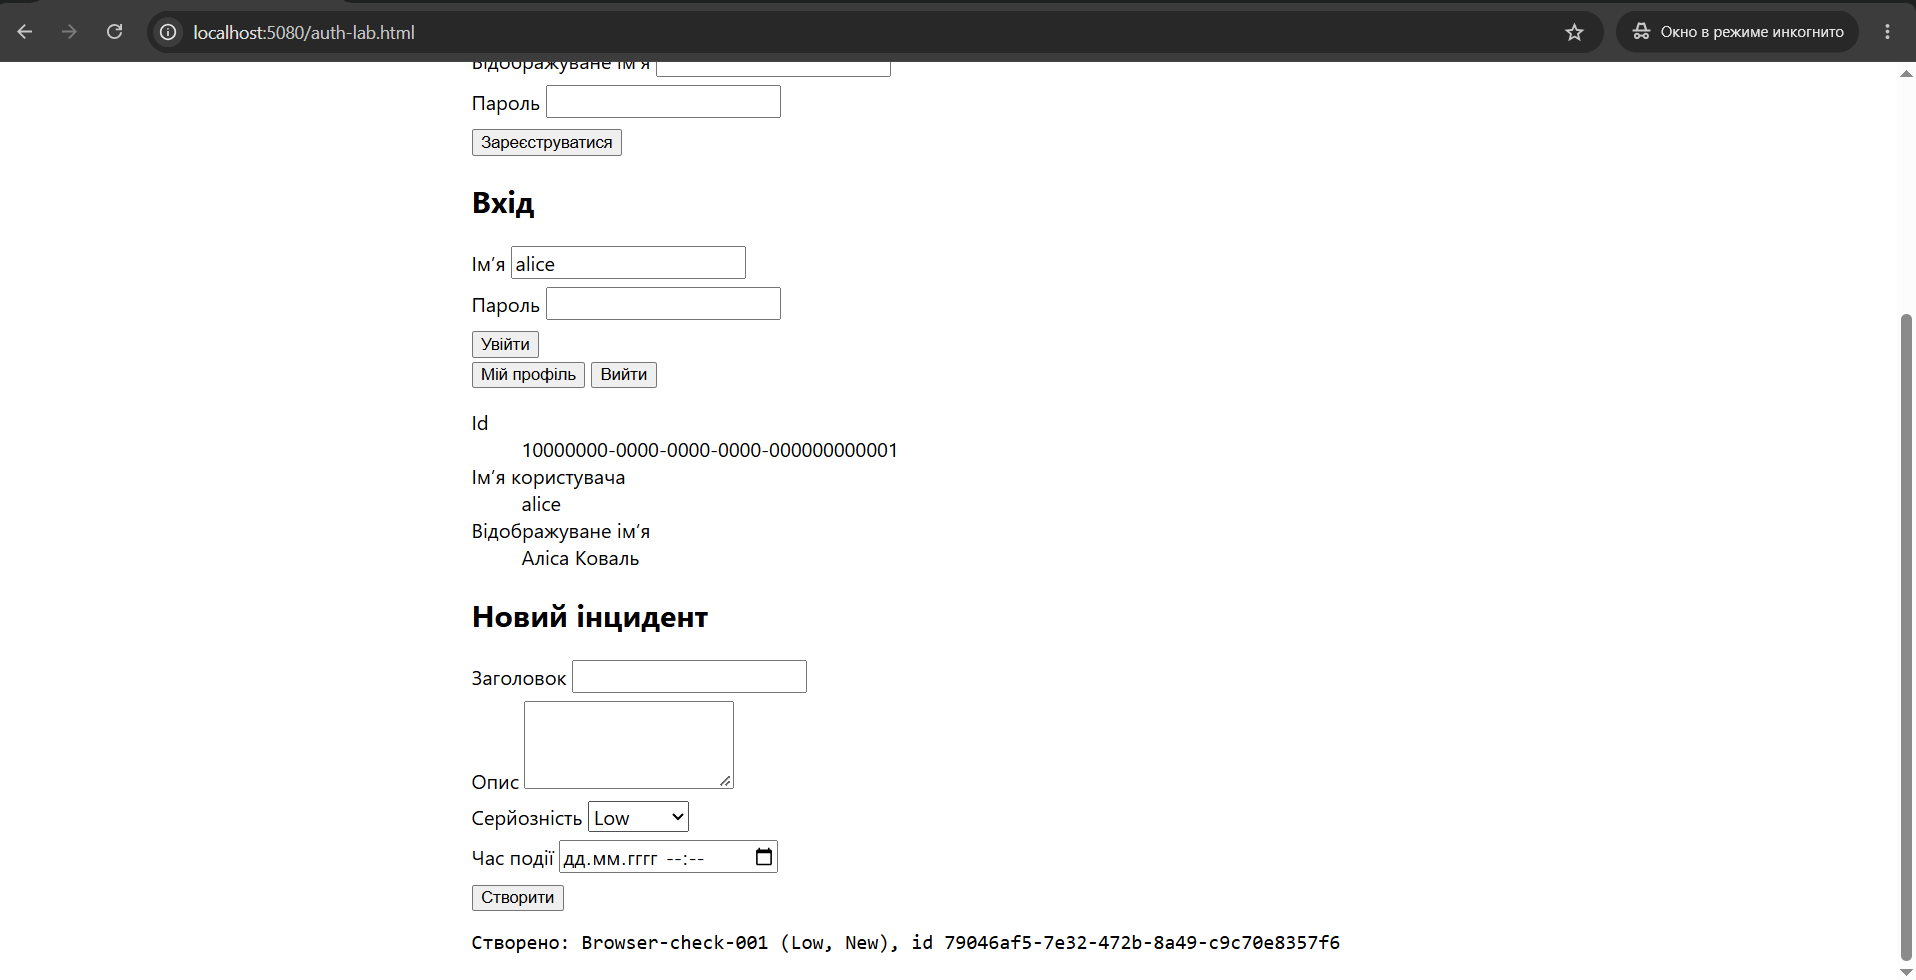 localhost:5080/auth-lab.html
Окно в режиме инкогнито
Відображуване ім’я
Пароль
Зареєструватися
Вхід
Ім’я alice
Пароль
Увійти
Мій профіль Вийти
Id
10000000-0000-0000-0000-000000000001
Ім’я користувача
alice
Відображуване ім’я
Аліса Коваль
Новий інцидент
Заголовок
Опис
Серйозність Low
Час події дд.мм.гггг --:--
Створити
Створено: Browser-check-001 (Low, New), id 79046af5-7e32-472b-8a49-c9c70e8357f6